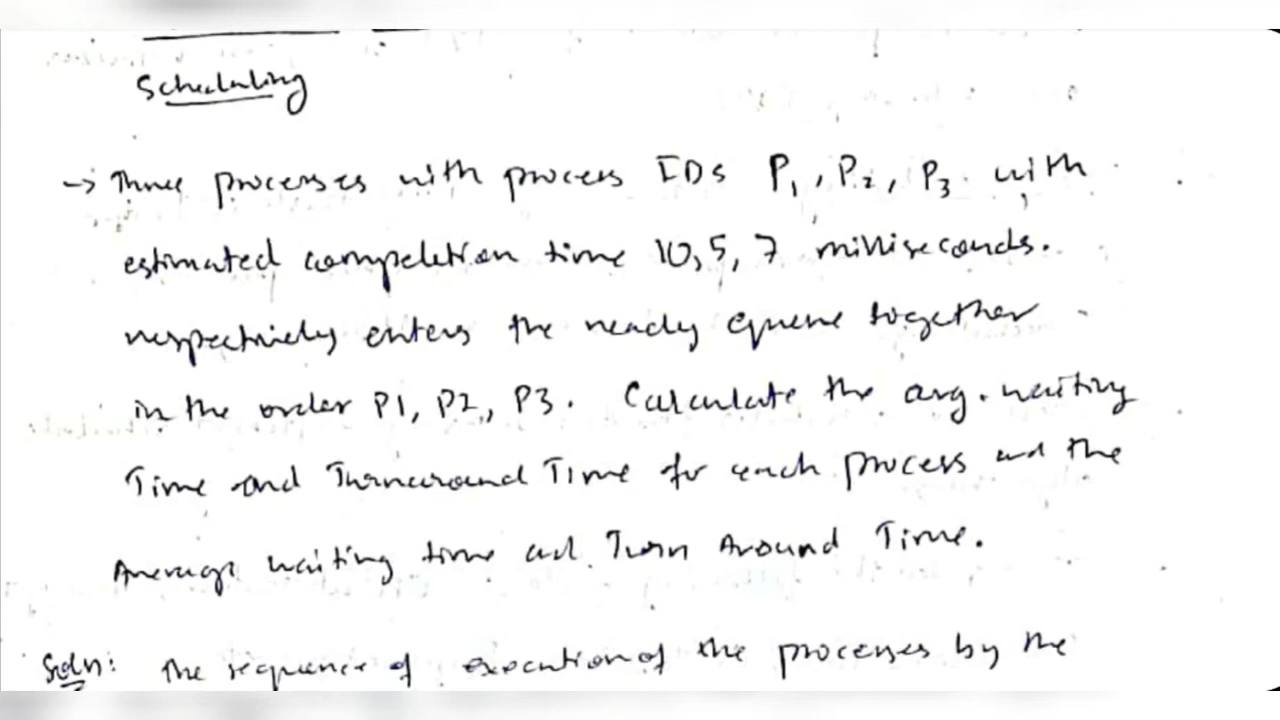 Scheduling
→ Three processes with process IDs P1, P2, P3 with
estimated completion time 10, 5, 7 milliseconds.
respectively enters the ready queue together
in the order P1, P2, P3. Calculate the avg. waiting
Time and Turnaround Time for each process and the
Average waiting time and Turn Around Time.
Soln: The sequence of execution of the processes by the